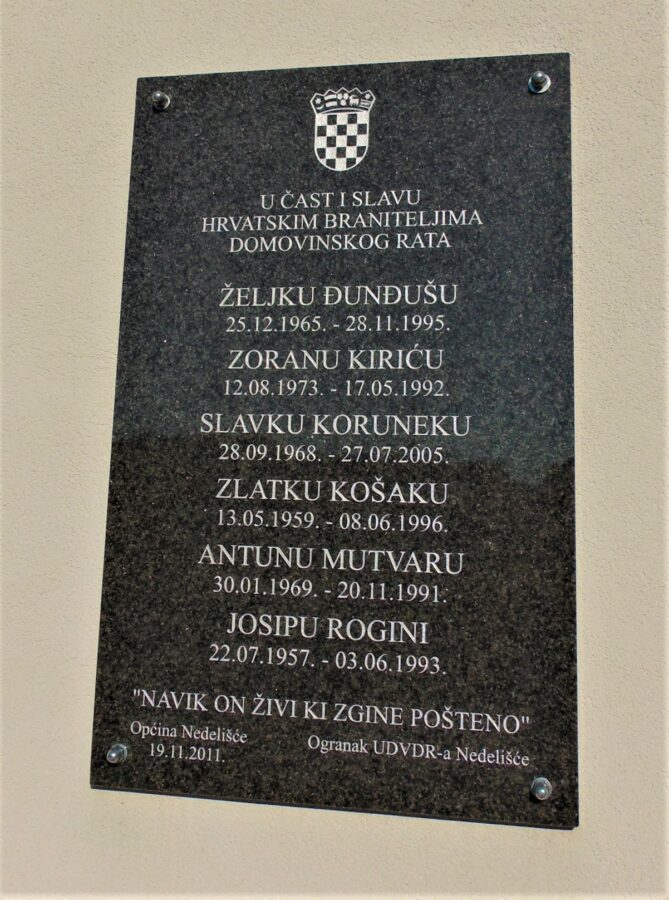 U ČAST I SLAVU
HRVATSKIM BRANITELJIMA
DOMOVINSKOG RATA
ŽELJKU ĐUNĐUŠU
25.12.1965. - 28.11.1995.
ZORANU KIRIĆU
12.08.1973. - 17.05.1992.
SLAVKU KORUNEKU
28.09.1968. - 27.07.2005.
ZLATKU KOŠAKU
13.05.1959. - 08.06.1996.
ANTUNU MUTVARU
30.01.1969. - 20.11.1991.
JOSIPU ROGINI
22.07.1957. - 03.06.1993.
"NAVIK ON ŽIVI KI ZGINE POŠTENO"
Općina Nedelišće
19.11.2011.
Ogranak UDVDR-a Nedelišće